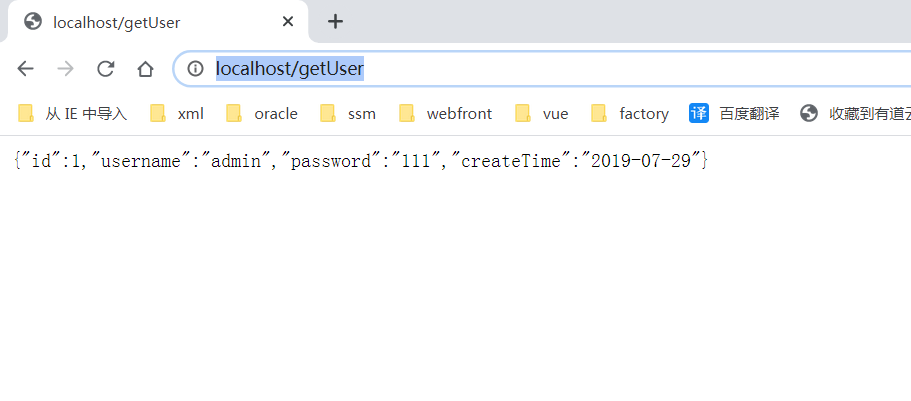 localhost/getUser
localhost/getUser
从 IE 中导入 xml oracle ssm webfront vue factory 译 百度翻译 收藏到有道云
{"id":1,"username":"admin","password":"111","createTime":"2019-07-29"}